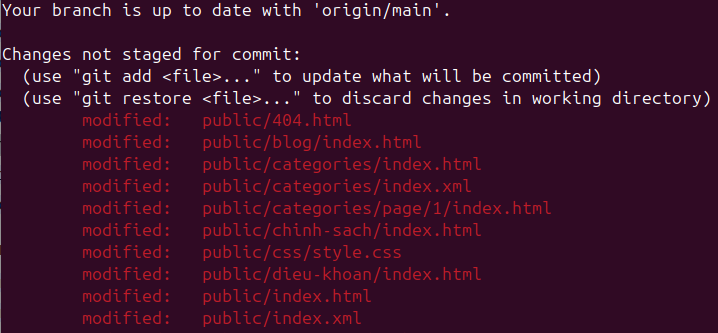 Your branch is up to date with 'origin/main'.
Changes not staged for commit:
(use "git add <file>..." to update what will be committed)
(use "git restore <file>..." to discard changes in working directory)
modified: public/404.html
modified: public/blog/index.html
modified: public/categories/index.html
modified: public/categories/index.xml
modified: public/categories/page/1/index.html
modified: public/chinh-sach/index.html
modified: public/css/style.css
modified: public/dieu-khoan/index.html
modified: public/index.html
modified: public/index.xml